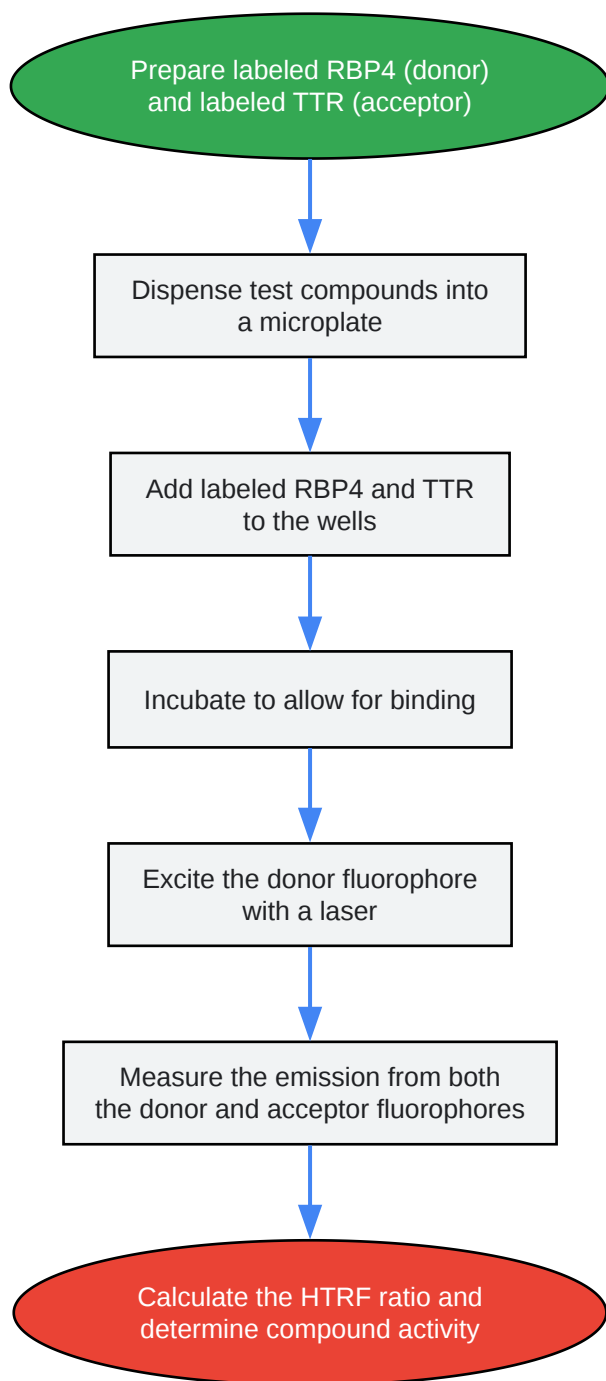 Prepare labeled RBP4 (donor)
and labeled TTR (acceptor)
Dispense test compounds into
a microplate
Add labeled RBP4 and TTR
to the wells
Incubate to allow for binding
Excite the donor fluorophore
with a laser
Measure the emission from both
the donor and acceptor fluorophores
Calculate the HTRF ratio and
determine compound activity